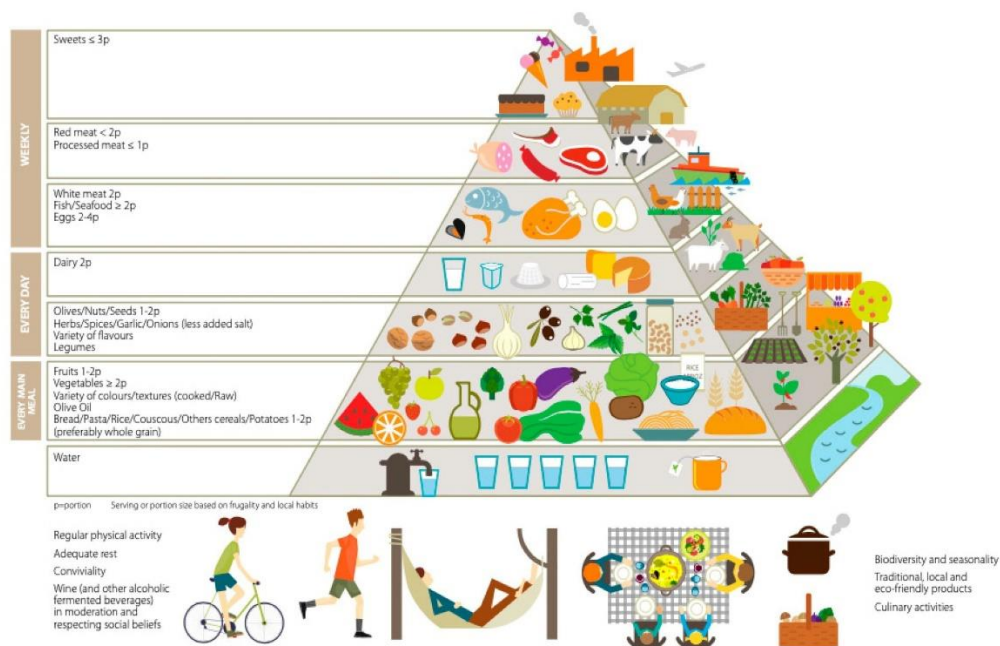 WEEKLY
Sweets ≤ 3p
Red meat < 2p
Processed meat ≤ 1p
White meat 2p
Fish/Seafood ≥ 2p
Eggs 2-4p
EVERY DAY
Dairy 2p
Olives/Nuts/Seeds 1-2p
Herbs/Spices/Garlic/Onions (less added salt)
Variety of flavours
Legumes
EVERY MAIN
MEAL
Fruits 1-2p
Vegetables ≥ 2p
Variety of colours/textures (cooked/Raw)
Olive Oil
Bread/Pasta/Rice/Couscous/Others cereals/Potatoes 1-2p
(preferably whole grain)
RICE
Water
p=portion Serving or portion size based on frugality and local habits
Regular physical activity
Adequate rest
Conviviality
Wine (and other alcoholic
fermented beverages)
in moderation and
respecting social beliefs
Biodiversity and seasonality
Traditional, local and
eco-friendly products
Culinary activities